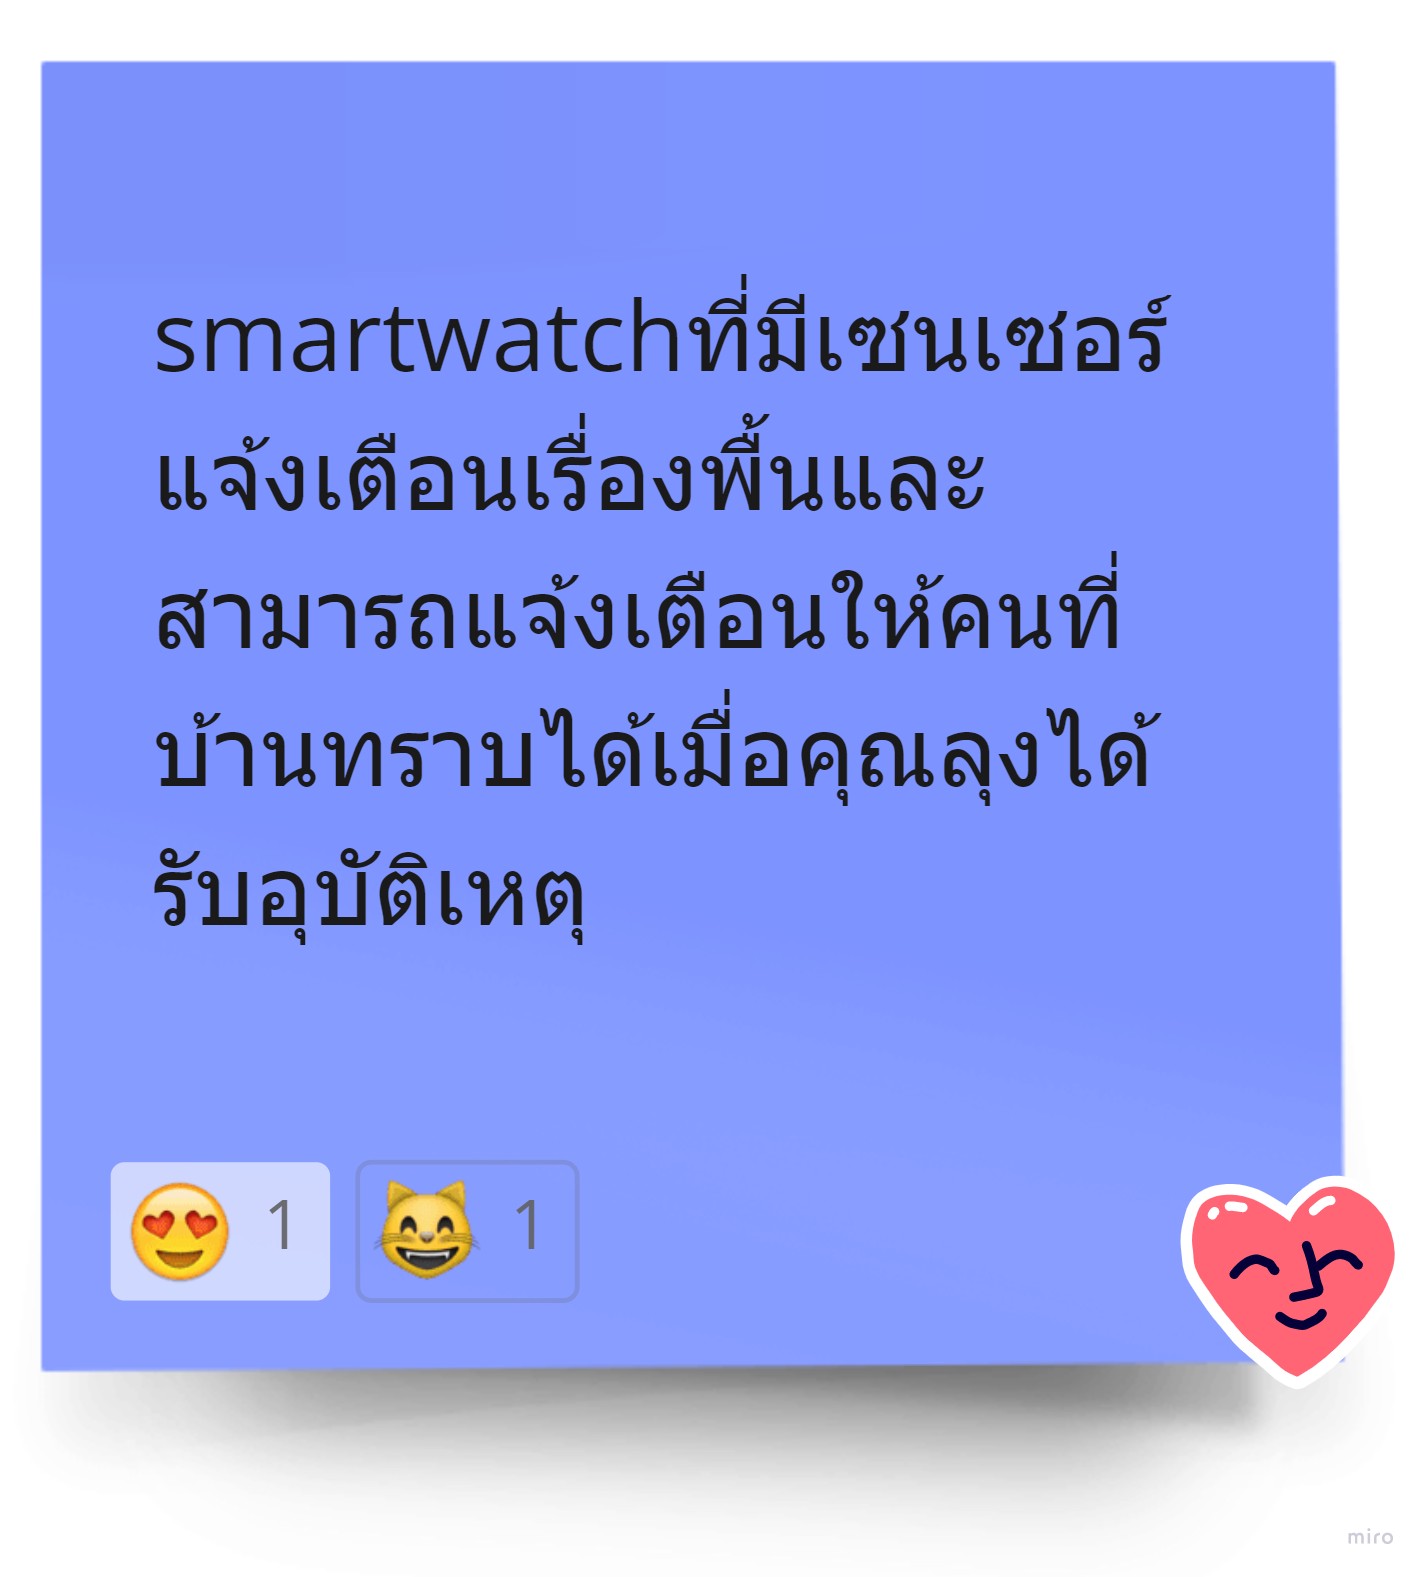 smartwatchที่มีเซนเซอร์
แจ้งเตือนเรื่องพื้นและ
สามารถแจ้งเตือนให้คนที่
บ้านทราบได้เมื่อคุณลุงได้
รับอุบัติเหตุ
1 1
miro